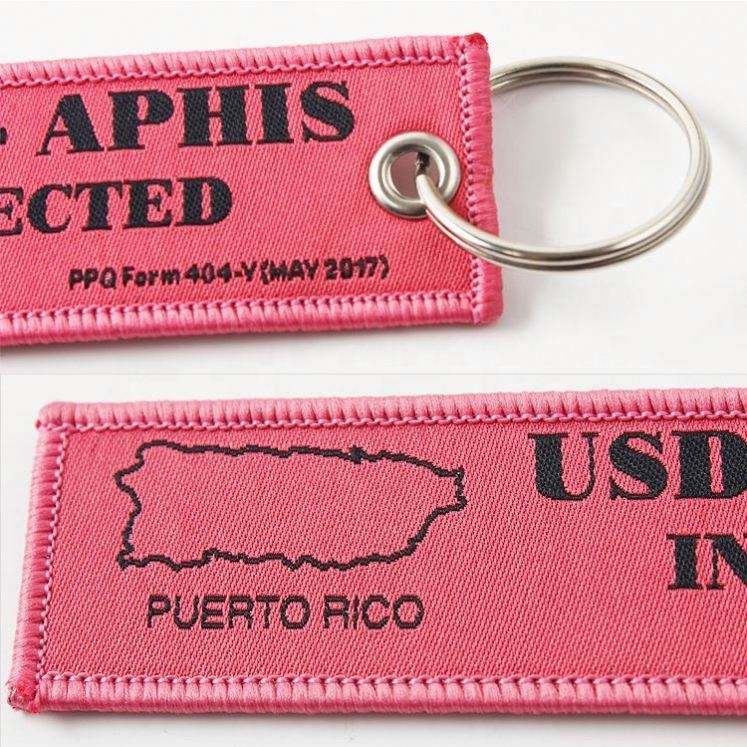 - APHIS
ECTED
PPQ Form 404-Y (MAY 2017)
USD
IN
PUERTO RICO